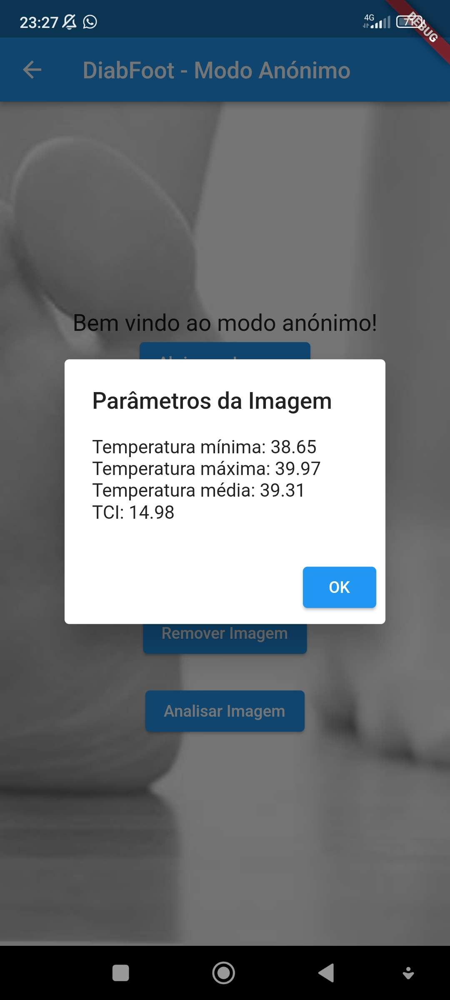 23:27
4G
71
DEBUG
DiabFoot - Modo Anónimo
Bem vindo ao modo anónimo!
Parâmetros da Imagem
Temperatura mínima: 38.65
Temperatura máxima: 39.97
Temperatura média: 39.31
TCI: 14.98
OK
Remover Imagem
Analisar Imagem